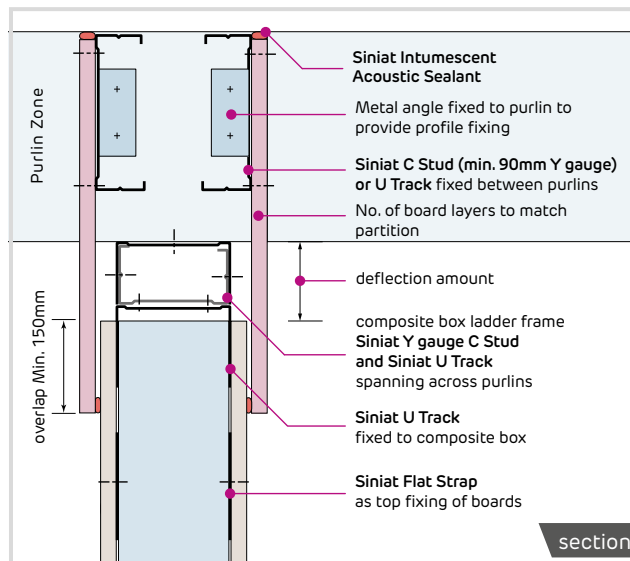 Purlin Zone
overlap Min. 150mm
Siniat Intumescent
Acoustic Sealant
Metal angle fixed to purlin to
provide profile fixing
Siniat C Stud (min. 90mm Y gauge)
or U Track fixed between purlins
No. of board layers to match
partition
deflection amount
composite box ladder frame
Siniat Y gauge C Stud
and Siniat U Track
spanning across purlins
Siniat U Track
fixed to composite box
Siniat Flat Strap
as top fixing of boards
section